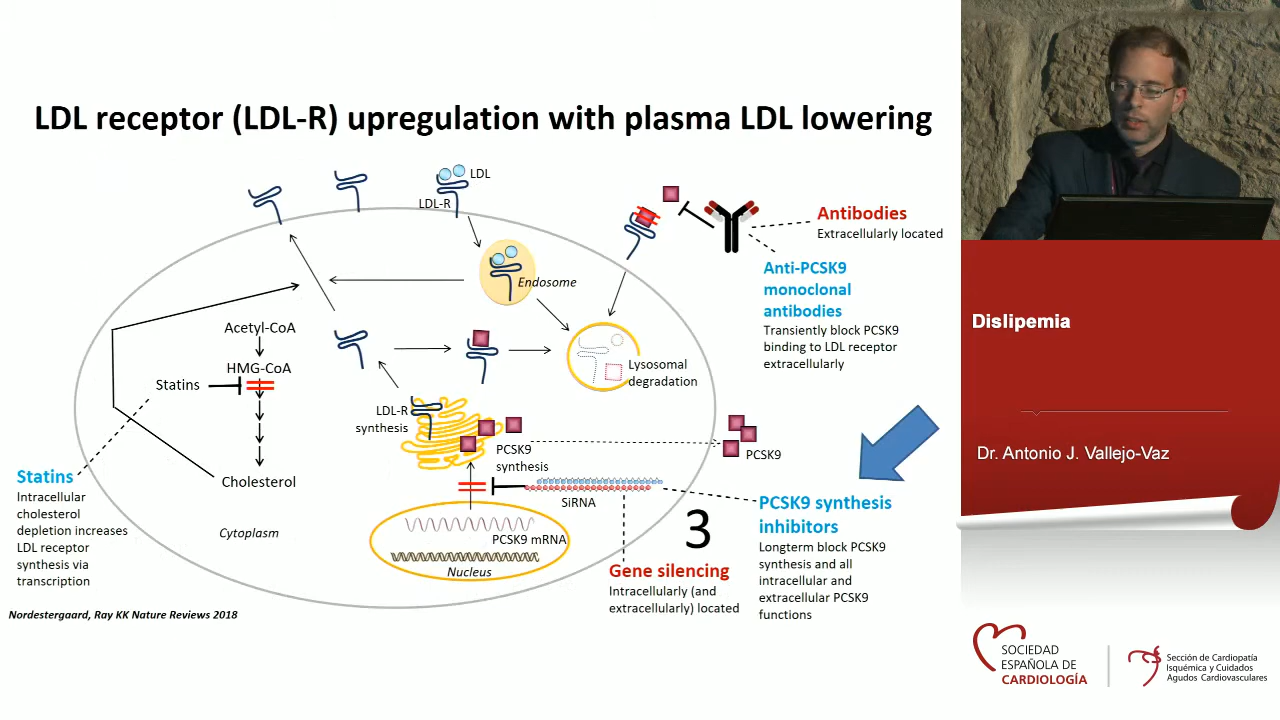 LDL receptor (LDL-R) upregulation with plasma LDL lowering
LDL
LDL-R
Antibodies
Extracellularly located
Anti-PCSK9
monoclonal
antibodies
Transiently block PCSK9
binding to LDL receptor
extracellularly
Endosome
Acetyl-CoA
HMG-CoA
Statins
Lysosomal
degradation
LDL-R
synthesis
PCSK9
synthesis
PCSK9
Cholesterol
SiRNA
Statins
Intracellular
cholesterol
depletion increases
LDL receptor
synthesis via
transcription
Cytoplasm
PCSK9 mRNA
Nucleus
3
PCSK9 synthesis
inhibitors
Longterm block PCSK9
synthesis and all
intracellular and
extracellular PCSK9
functions
Gene silencing
Intracellularly (and
extracellularly) located
Nordestergaard, Ray KK Nature Reviews 2018
Dislipemia
Dr. Antonio J. Vallejo-Vaz
SOCIEDAD
ESPAÑOLA DE
CARDIOLOGÍA
Sección de Cardiopatía
Isquémica y Cuidados
Agudos Cardiovasculares